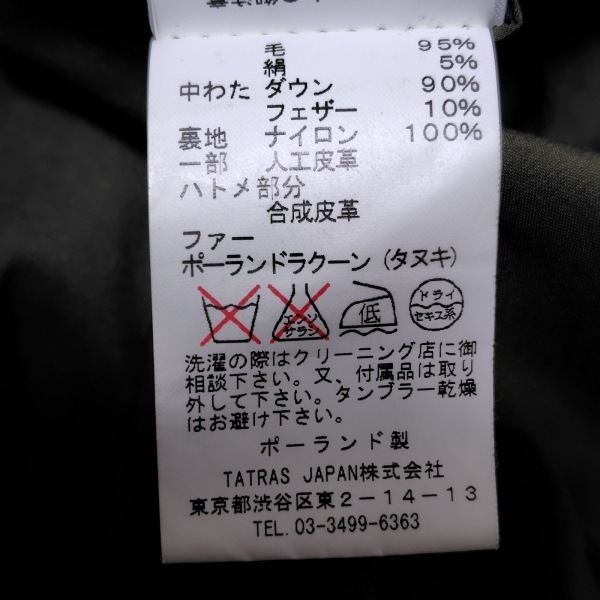 毛 95%
絹 5%
中わた ダウン 90%
フェザー 10%
裏地 ナイロン 100%
一部 人工皮革
ハトメ部分
合成皮革
ファー
ポーランドラクーン (タヌキ)
エンソ
サラシ
低
ドライ
セキユ系
洗濯の際はクリーニング店に御
相談下さい。又、付属品は取り
外して下さい。タンブラー乾燥
はお避け下さい。
ポーランド製
TATRAS JAPAN株式会社
東京都渋谷区東2-14-13
TEL. 03-3499-6363